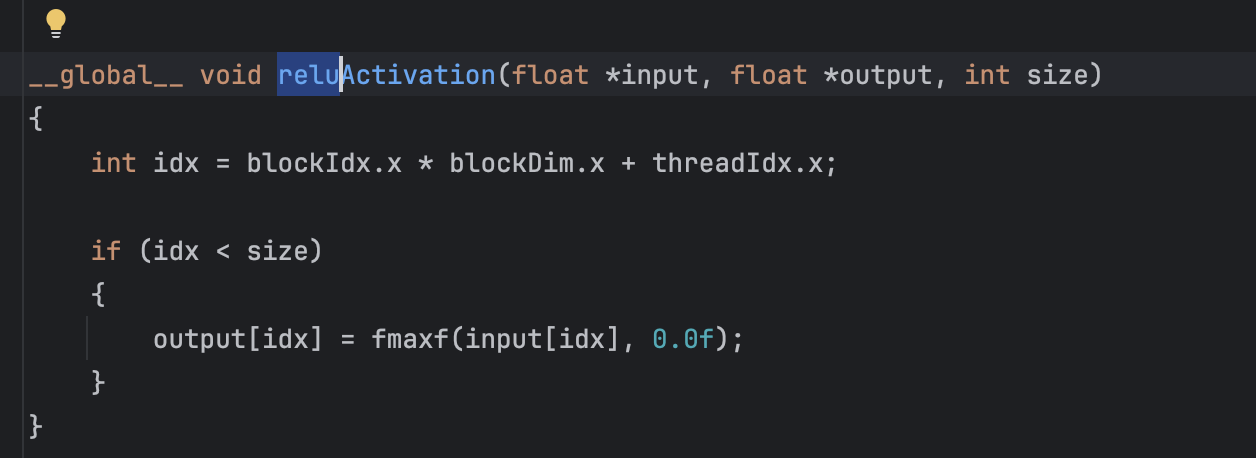 __global__ void reluActivation(float *input, float *output, int size)
{
    int idx = blockIdx.x * blockDim.x + threadIdx.x;

    if (idx < size)
    {
        output[idx] = fmaxf(input[idx], 0.0f);
    }
}